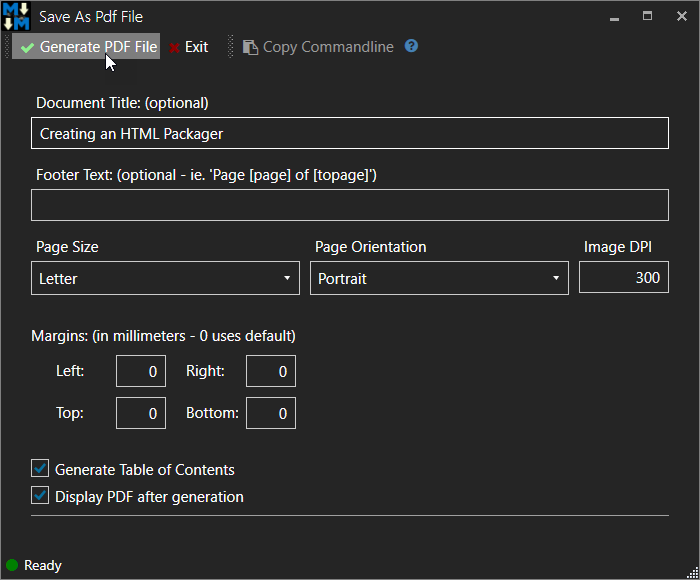 Save As Pdf File
Generate PDF File Exit Copy Commandline
Document Title: (optional)
Creating an HTML Packager
Footer Text: (optional - ie. 'Page [page] of [topage]')
Page Size Page Orientation Image DPI
Letter Portrait 300
Margins: (in millimeters - 0 uses default)
Left: 0 Right: 0
Top: 0 Bottom: 0
Generate Table of Contents
Display PDF after generation
Ready